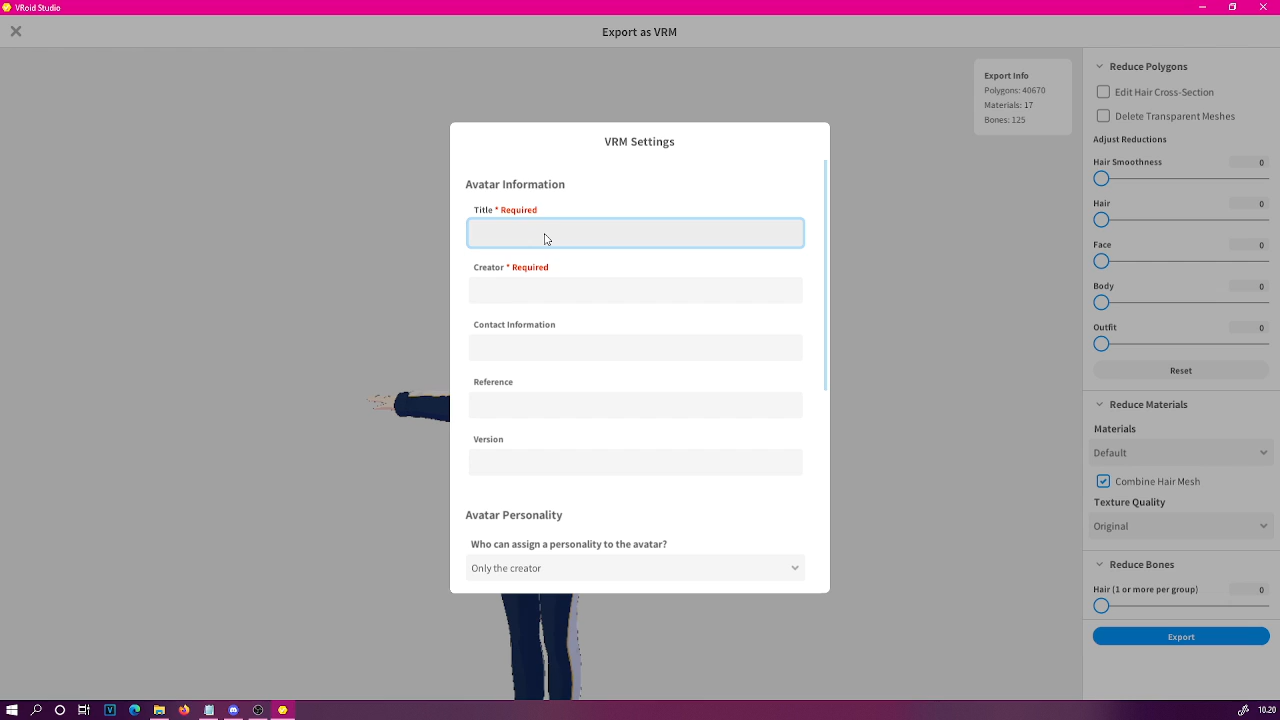 VRoid Studio
Export as VRM
Export Info
Polygons: 40670
Materials: 17
Bones: 125
VRM Settings
Avatar Information
Title * Required
Creator * Required
Contact Information
Reference
Version
Avatar Personality
Who can assign a personality to the avatar?
Only the creator
Reduce Polygons
Edit Hair Cross-Section
Delete Transparent Meshes
Adjust Reductions
Hair Smoothness 0
Hair 0
Face 0
Body 0
Outfit 0
Reset
Reduce Materials
Materials
Default
Combine Hair Mesh
Texture Quality
Original
Reduce Bones
Hair (1 or more per group) 0
Export
10.20